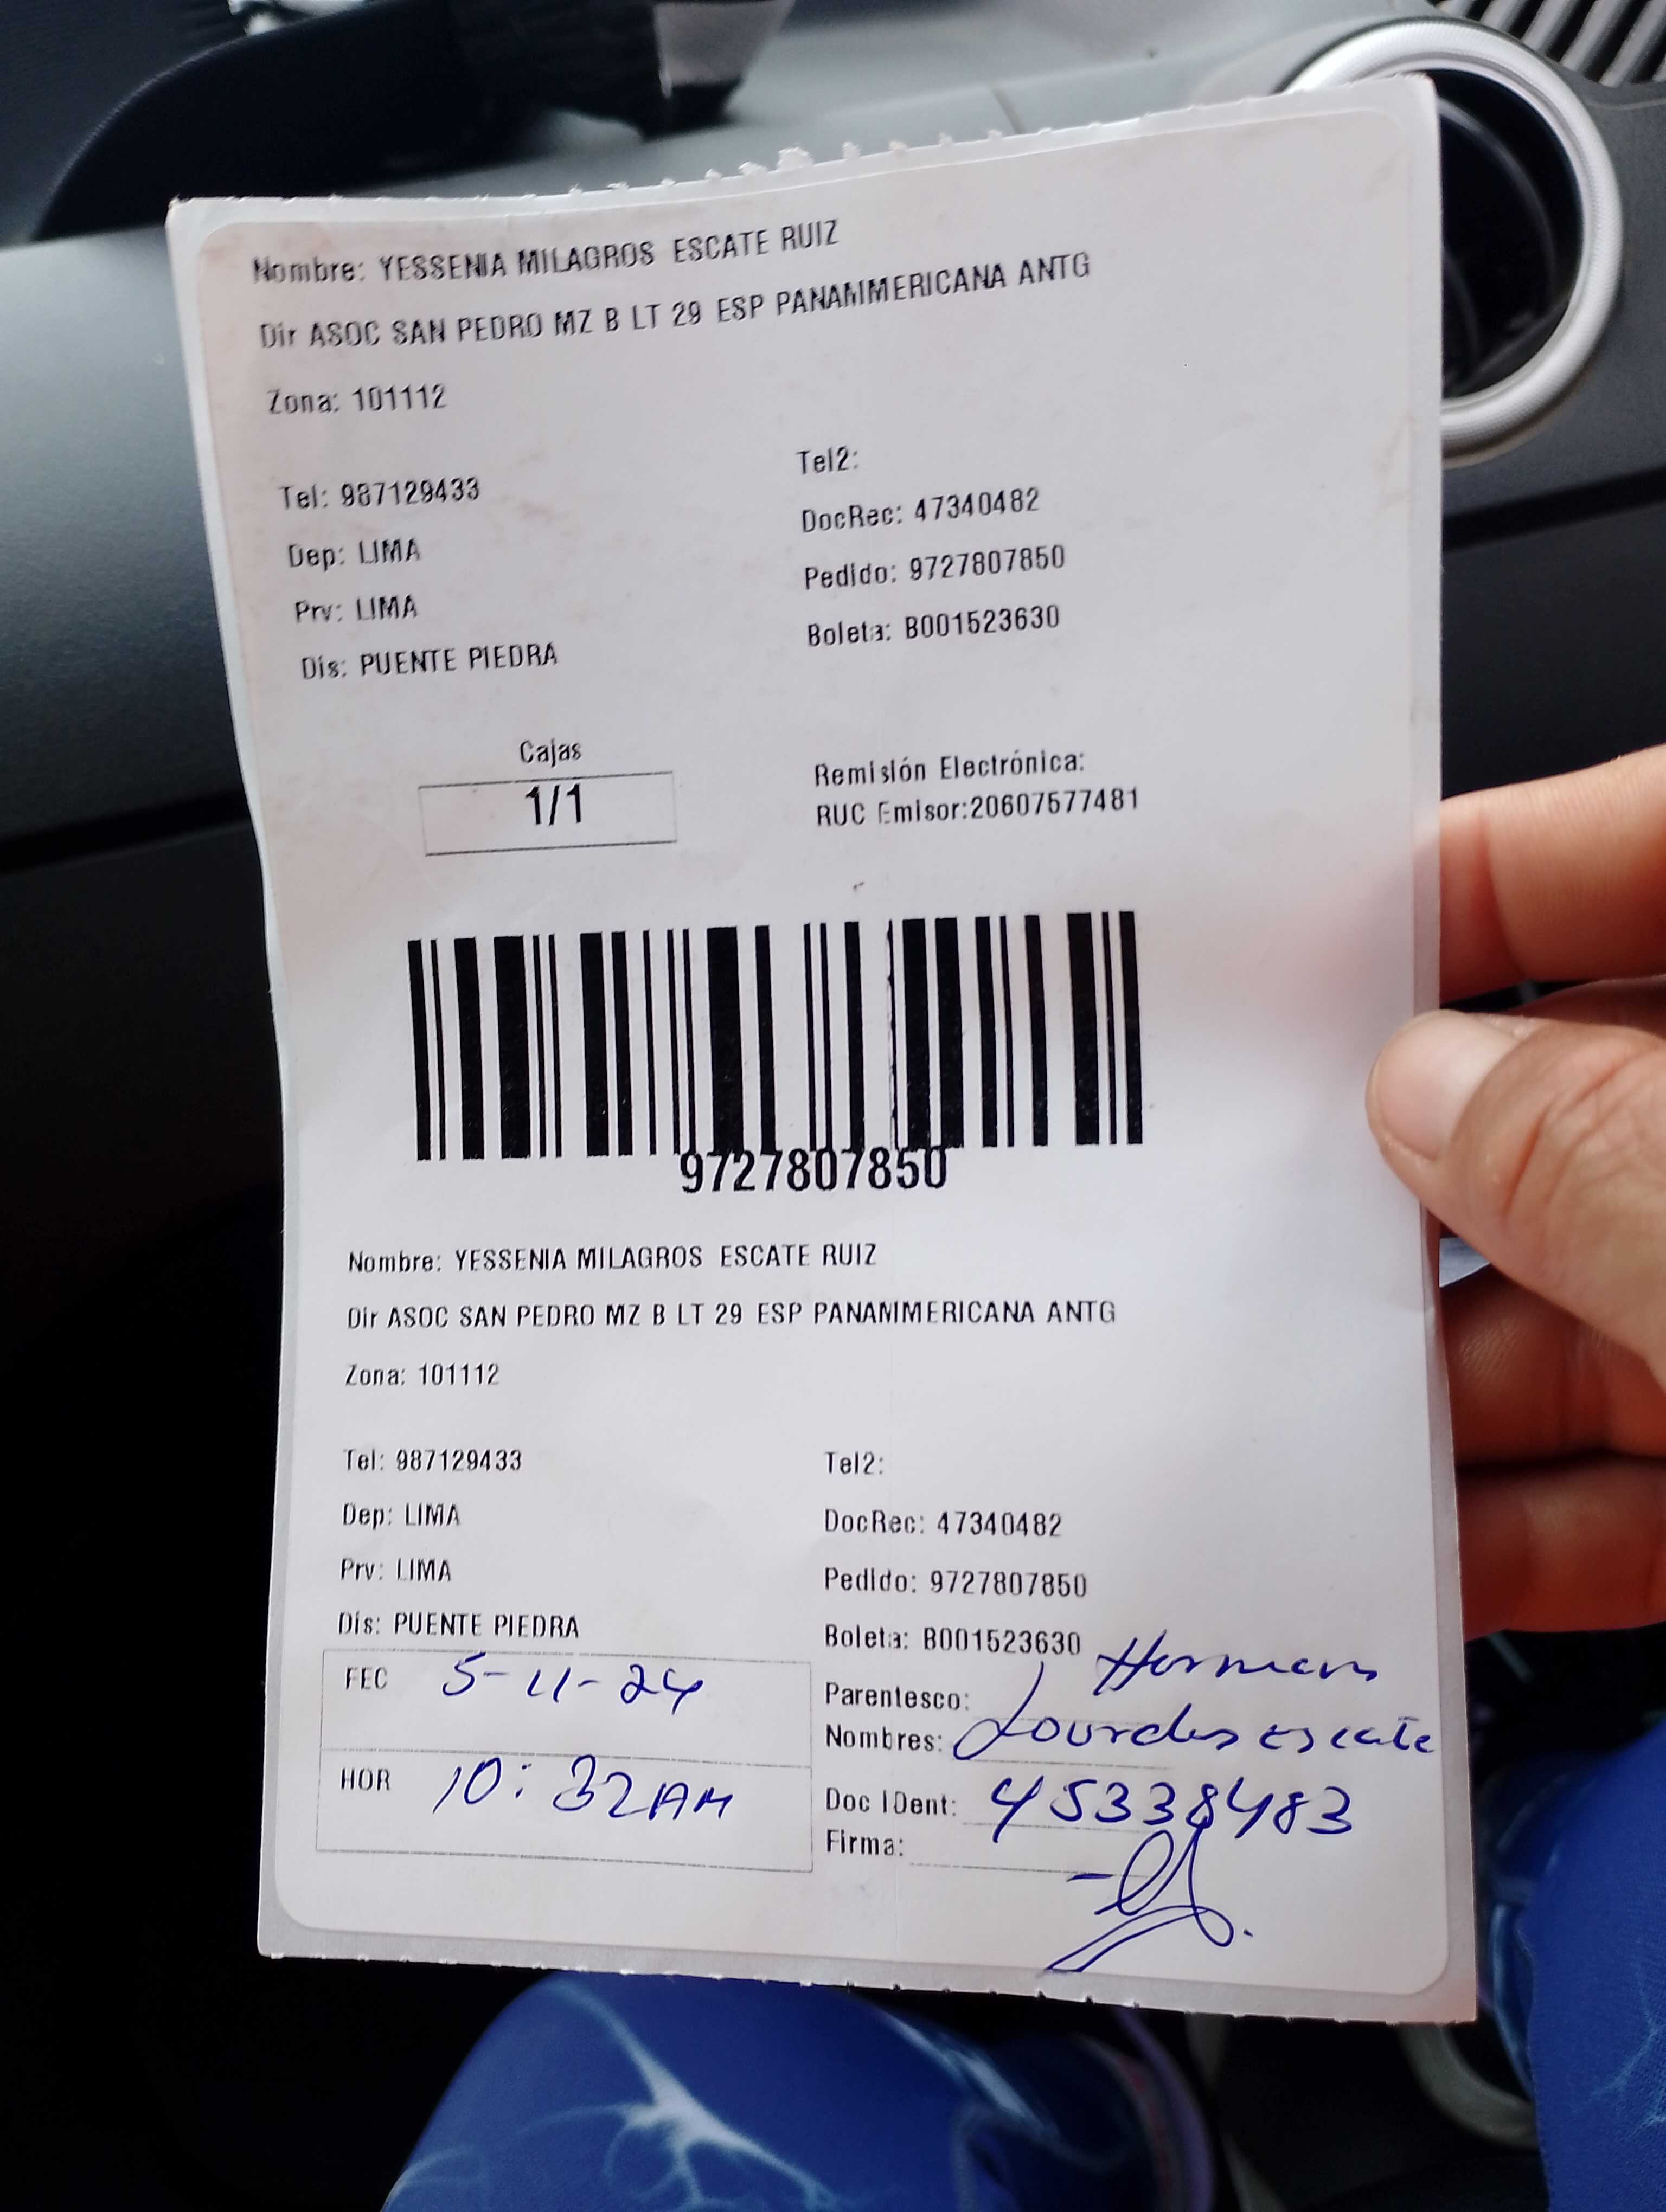 Nombre: YESSENIA MILAGROS ESCATE RUIZ
Dir ASOC SAN PEDRO MZ B LT 29 ESP PANAMMERICANA ANTG
Zona: 101112
Tel: 987129433
Tel2:
Dep: LIMA
DocRec: 47340482
Prv: LIMA
Pedido: 9727807850
Dis: PUENTE PIEDRA
Boleta: B001523630
Cajas
1/1
Remisión Electrónica:
RUC Emisor:20607577481
9727807850
Nombre: YESSENIA MILAGROS ESCATE RUIZ
Dir ASOC SAN PEDRO MZ B LT 29 ESP PANAMMERICANA ANTG
Zona: 101112
Tel: 987129433
Tel2:
Dep: LIMA
DocRec: 47340482
Prv: LIMA
Pedido: 9727807850
Dis: PUENTE PIEDRA
Boleta: B001523630
FEC 5-11-24
HOR 10:32AM
Parentesco:
Nombres: Lourdes Escate
Doc IDent: 45338483
Firma: